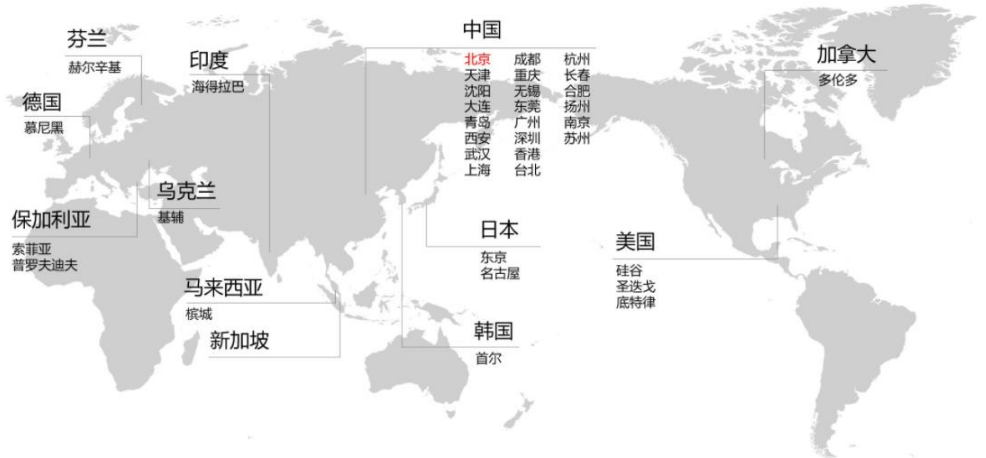 芬兰
赫尔辛基
德国
慕尼黑
印度
海得拉巴
乌克兰
基辅
保加利亚
索菲亚
普罗夫迪夫
马来西亚
槟城
新加坡
中国
北京 成都 杭州
天津 重庆 长春
沈阳 无锡 合肥
大连 东莞 扬州
青岛 广州 南京
西安 深圳 苏州
武汉 香港
上海 台北
日本
东京
名古屋
韩国
首尔
加拿大
多伦多
美国
硅谷
圣迭戈
底特律